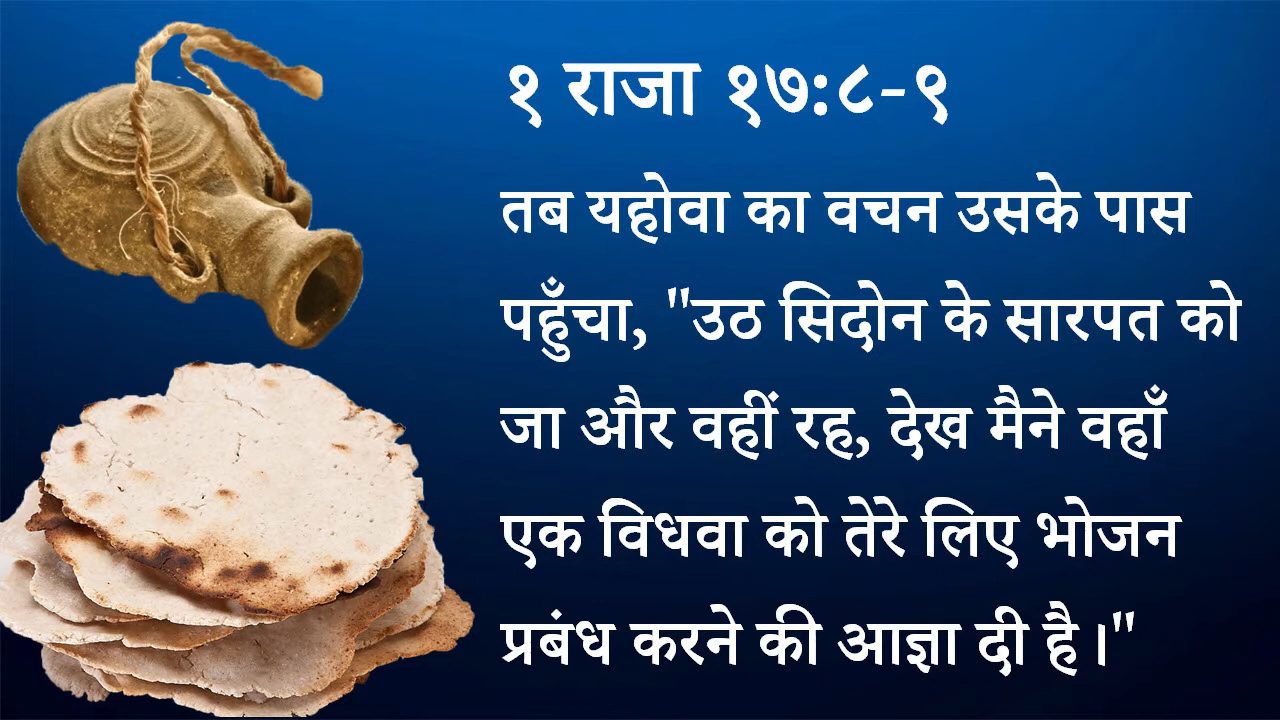 १ राजा १७:८-९
तब यहोवा का वचन उसके पास
पहुँचा, "उठ सिदोन के सारपत को
जा और वहीं रह, देख मैने वहाँ
एक विधवा को तेरे लिए भोजन
प्रबंध करने की आज्ञा दी है।"